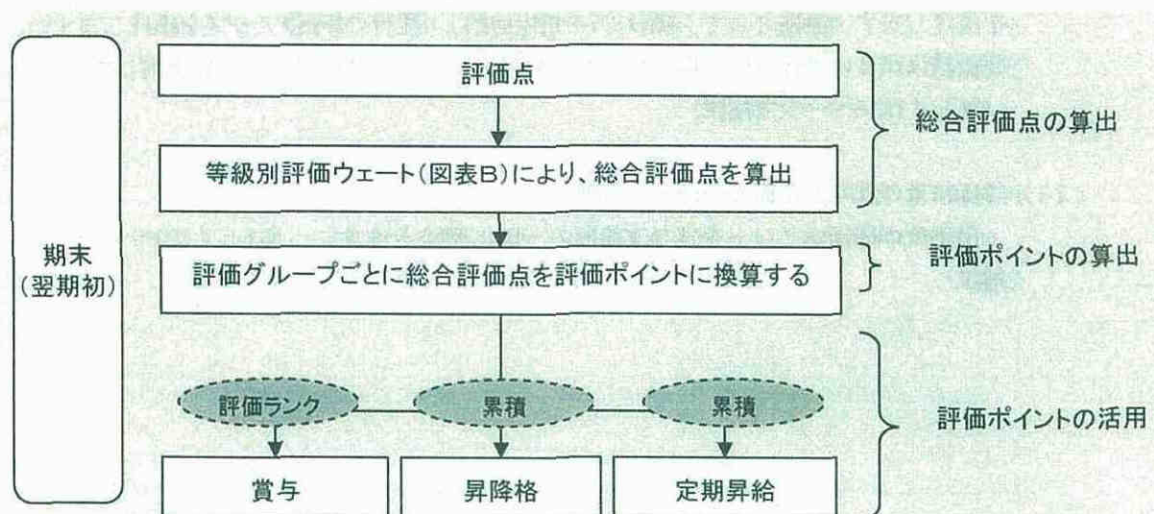 評価点
総合評価点の算出
等級別評価ウェート(図表B)により、総合評価点を算出
期末
(翌期初)
評価グループごとに総合評価点を評価ポイントに換算する
評価ポイントの算出
評価ランク
累積
累積
評価ポイントの活用
賞与
昇降格
定期昇給